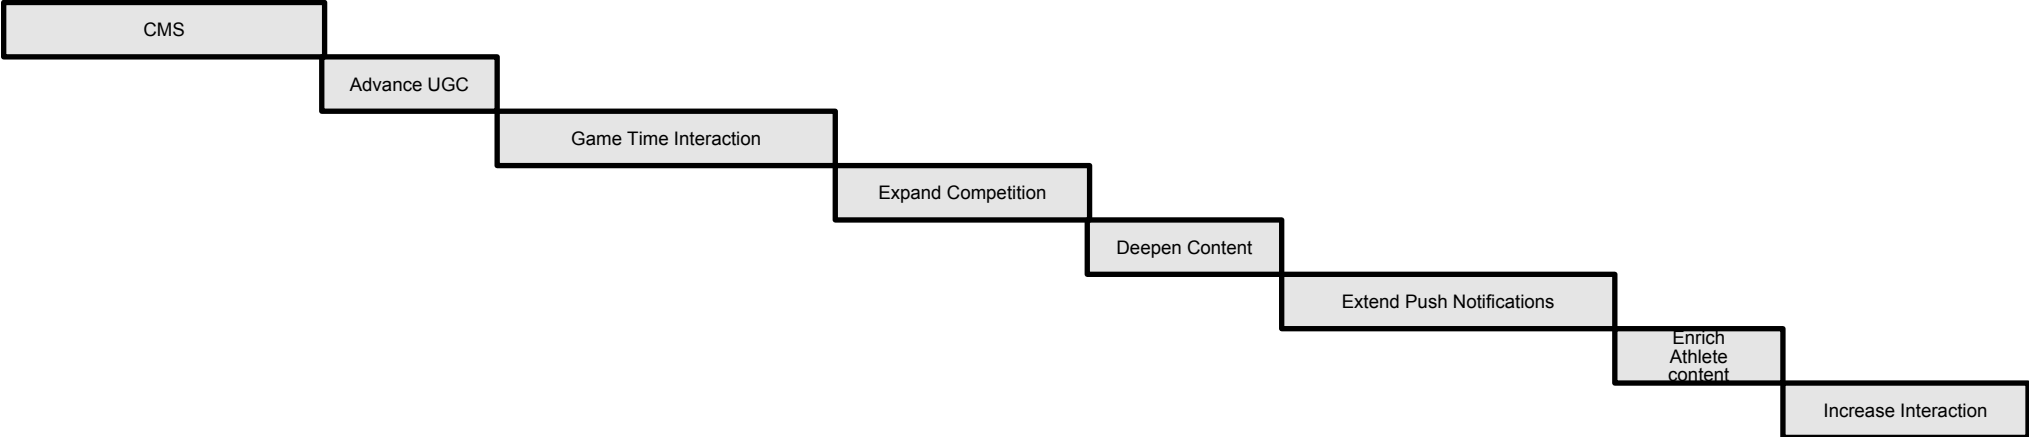 CMS
Advance UGC
Game Time Interaction
Expand Competition
Deepen Content
Extend Push Notifications
Enrich
Athlete
content
Increase Interaction